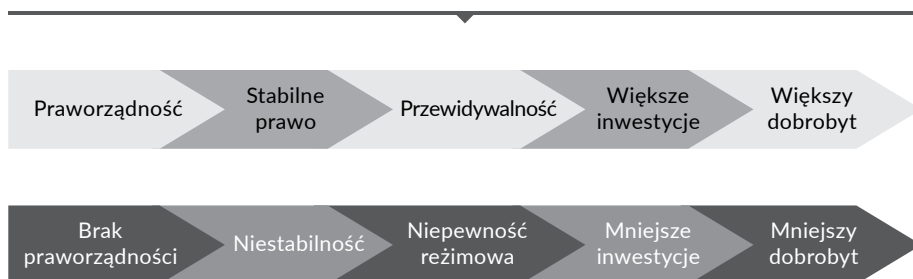 Praworządność
Stabilne
prawo
Przewidywalność
Większe
inwestycje
Większy
dobrobyt
Brak
praworządności
Niestabilność
Niepewność
reżimowa
Mniejsze
inwestycje
Mniejszy
dobrobyt